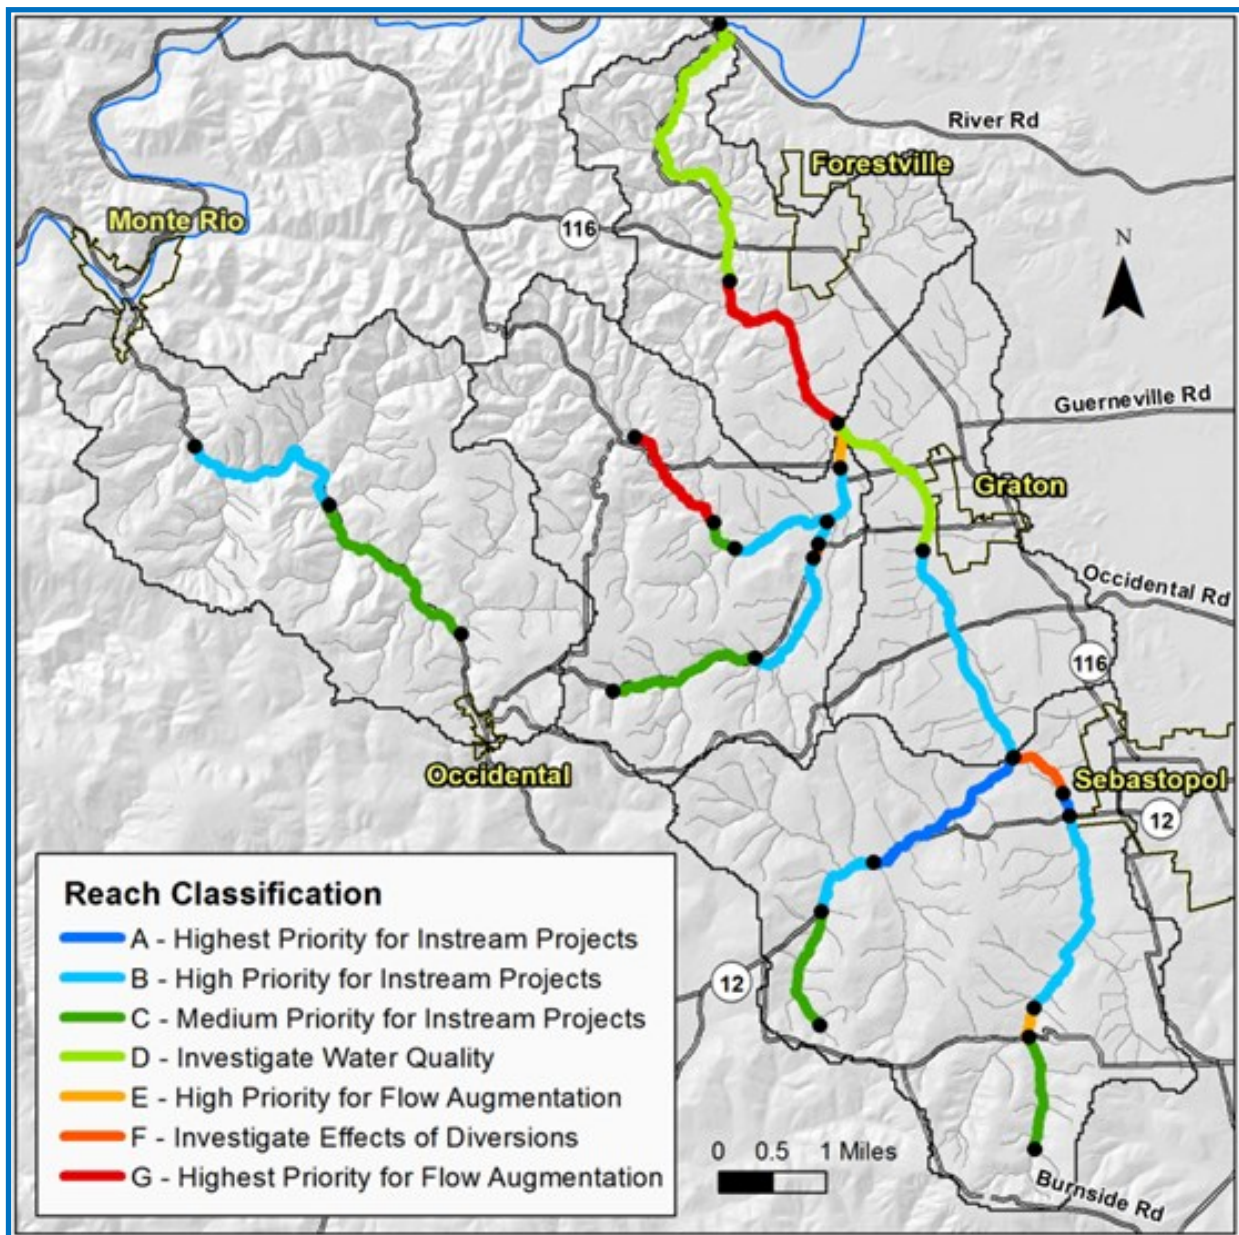 River Rd
Forestville
Monte Rio
116
N
Guerneville Rd
Graton
Occidental Rd
116
Occidental
Sebastopol
12
Reach Classification
A - Highest Priority for Instream Projects
B - High Priority for Instream Projects
12
C - Medium Priority for Instream Projects
D - Investigate Water Quality
E - High Priority for Flow Augmentation
F - Investigate Effects of Diversions
0 0.5 1 Miles
G - Highest Priority for Flow Augmentation
Burnside Rd